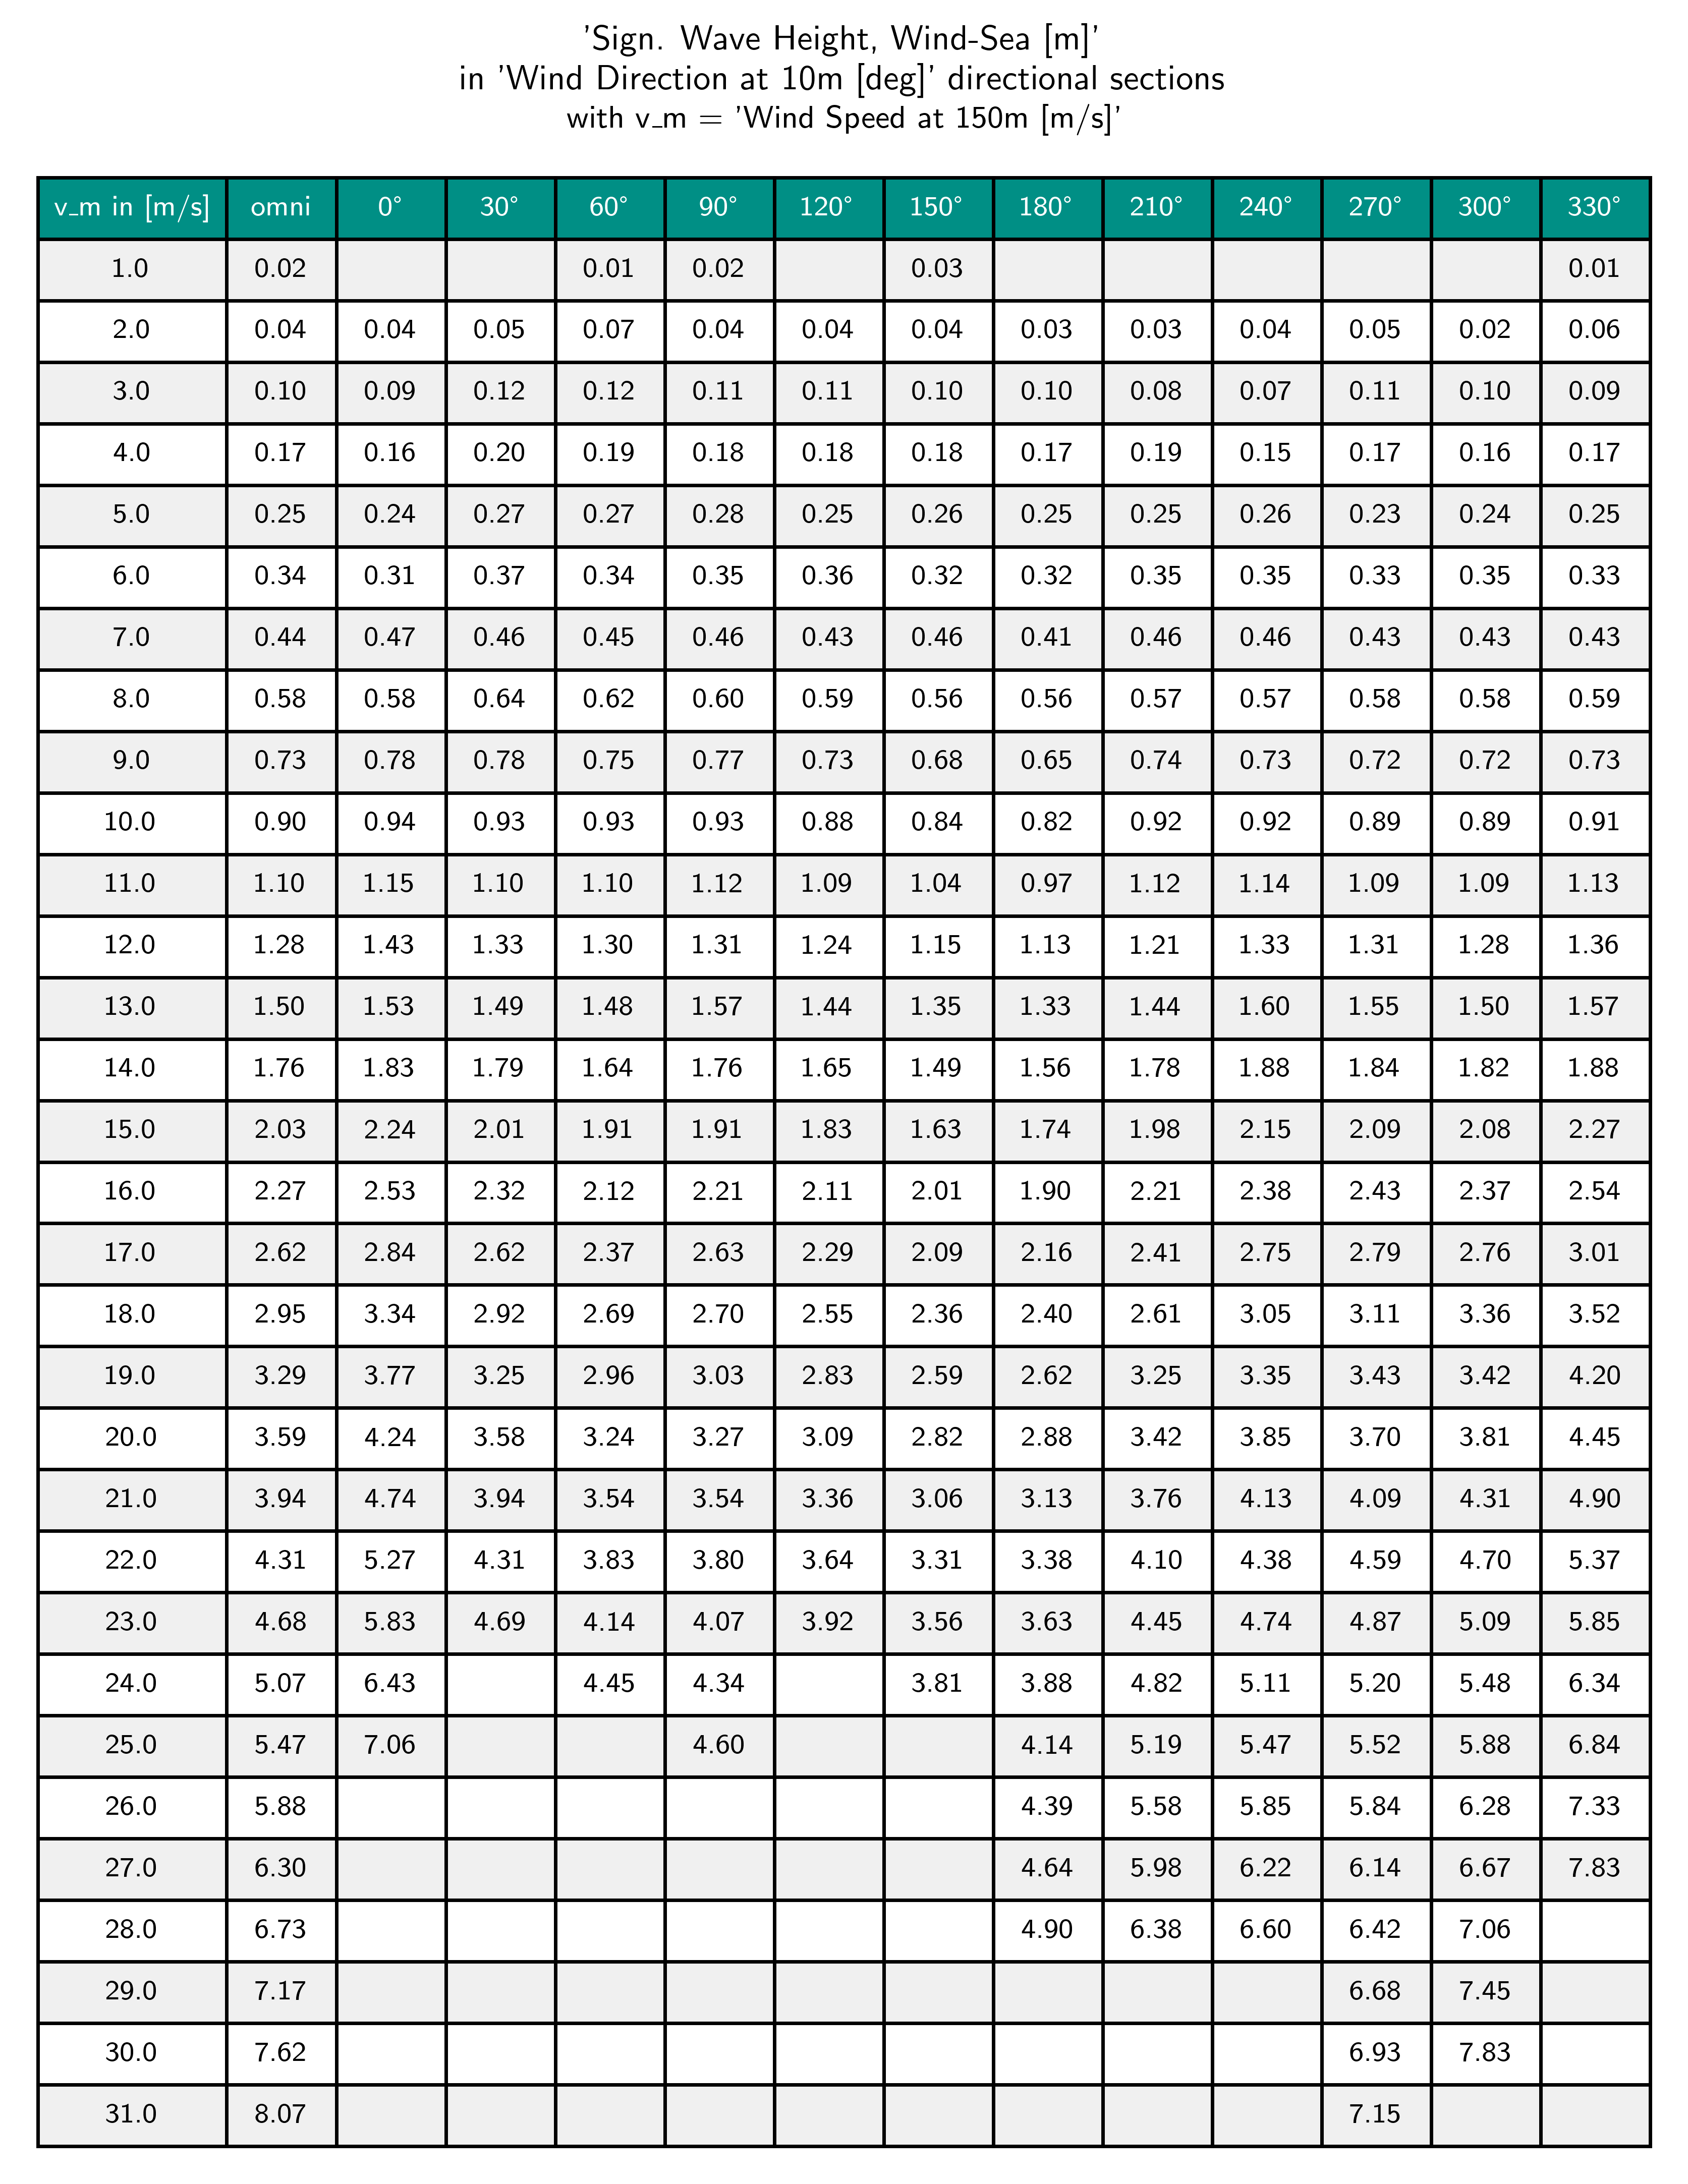 'Sign. Wave Height, Wind-Sea [m]'
in 'Wind Direction at 10m [deg]' directional sections
with v_m = 'Wind Speed at 150m [m/s]'
v_m in [m/s] omni 0° 30° 60° 90° 120° 150° 180° 210° 240° 270° 300° 330°
1.0 0.02 0.01 0.02 0.03 0.01
2.0 0.04 0.04 0.05 0.07 0.04 0.04 0.04 0.03 0.03 0.04 0.05 0.02 0.06
3.0 0.10 0.09 0.12 0.12 0.11 0.11 0.10 0.10 0.08 0.07 0.11 0.10 0.09
4.0 0.17 0.16 0.20 0.19 0.18 0.18 0.18 0.17 0.19 0.15 0.17 0.16 0.17
5.0 0.25 0.24 0.27 0.27 0.28 0.25 0.26 0.25 0.25 0.26 0.23 0.24 0.25
6.0 0.34 0.31 0.37 0.34 0.35 0.36 0.32 0.32 0.35 0.35 0.33 0.35 0.33
7.0 0.44 0.47 0.46 0.45 0.46 0.43 0.46 0.41 0.46 0.46 0.43 0.43 0.43
8.0 0.58 0.58 0.64 0.62 0.60 0.59 0.56 0.56 0.57 0.57 0.58 0.58 0.59
9.0 0.73 0.78 0.78 0.75 0.77 0.73 0.68 0.65 0.74 0.73 0.72 0.72 0.73
10.0 0.90 0.94 0.93 0.93 0.93 0.88 0.84 0.82 0.92 0.92 0.89 0.89 0.91
11.0 1.10 1.15 1.10 1.10 1.12 1.09 1.04 0.97 1.12 1.14 1.09 1.09 1.13
12.0 1.28 1.43 1.33 1.30 1.31 1.24 1.15 1.13 1.21 1.33 1.31 1.28 1.36
13.0 1.50 1.53 1.49 1.48 1.57 1.44 1.35 1.33 1.44 1.60 1.55 1.50 1.57
14.0 1.76 1.83 1.79 1.64 1.76 1.65 1.49 1.56 1.78 1.88 1.84 1.82 1.88
15.0 2.03 2.24 2.01 1.91 1.91 1.83 1.63 1.74 1.98 2.15 2.09 2.08 2.27
16.0 2.27 2.53 2.32 2.12 2.21 2.11 2.01 1.90 2.21 2.38 2.43 2.37 2.54
17.0 2.62 2.84 2.62 2.37 2.63 2.29 2.09 2.16 2.41 2.75 2.79 2.76 3.01
18.0 2.95 3.34 2.92 2.69 2.70 2.55 2.36 2.40 2.61 3.05 3.11 3.36 3.52
19.0 3.29 3.77 3.25 2.96 3.03 2.83 2.59 2.62 3.25 3.35 3.43 3.42 4.20
20.0 3.59 4.24 3.58 3.24 3.27 3.09 2.82 2.88 3.42 3.85 3.70 3.81 4.45
21.0 3.94 4.74 3.94 3.54 3.54 3.36 3.06 3.13 3.76 4.13 4.09 4.31 4.90
22.0 4.31 5.27 4.31 3.83 3.80 3.64 3.31 3.38 4.10 4.38 4.59 4.70 5.37
23.0 4.68 5.83 4.69 4.14 4.07 3.92 3.56 3.63 4.45 4.74 4.87 5.09 5.85
24.0 5.07 6.43 4.45 4.34 3.81 3.88 4.82 5.11 5.20 5.48 6.34
25.0 5.47 7.06 4.60 4.14 5.19 5.47 5.52 5.88 6.84
26.0 5.88 4.39 5.58 5.85 5.84 6.28 7.33
27.0 6.30 4.64 5.98 6.22 6.14 6.67 7.83
28.0 6.73 4.90 6.38 6.60 6.42 7.06
29.0 7.17 6.68 7.45
30.0 7.62 6.93 7.83
31.0 8.07 7.15